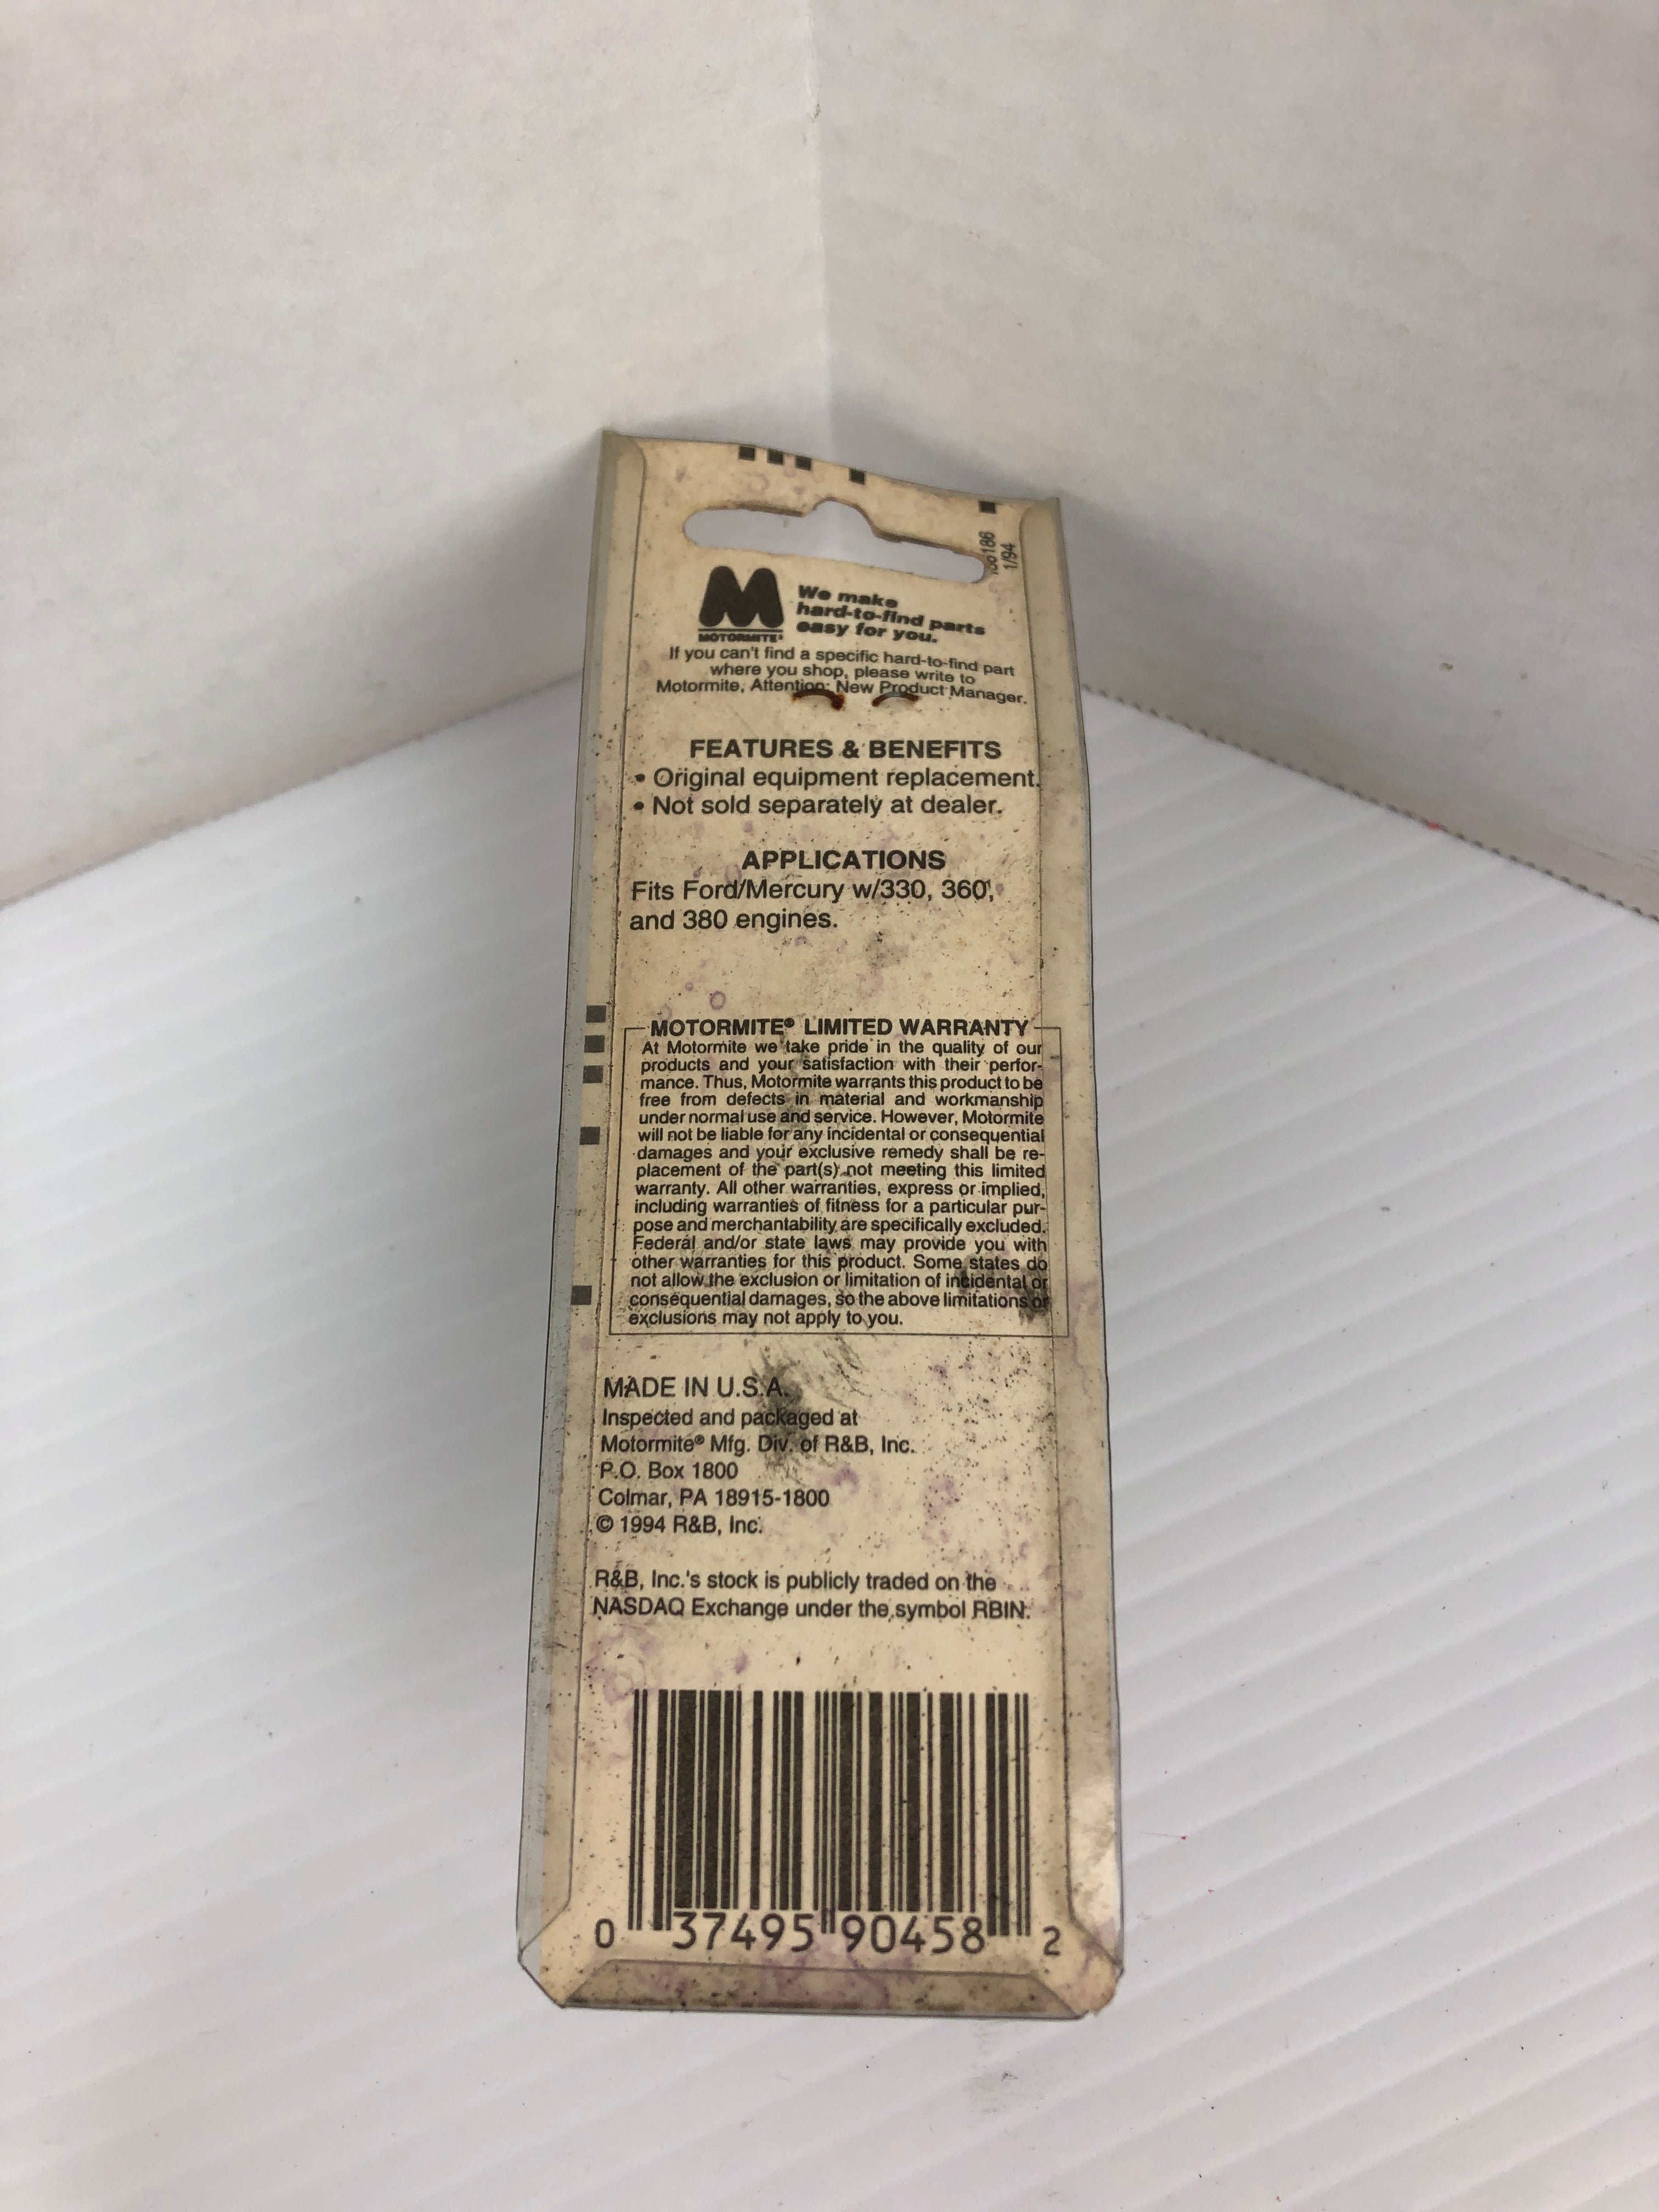 186
1/94
MOTORMITE®
We make
hard-to-find parts
easy for you.
If you can't find a specific hard-to-find part
where you shop, please write to
Motormite, Attention: New Product Manager.
FEATURES & BENEFITS
• Original equipment replacement.
• Not sold separately at dealer.
APPLICATIONS
Fits Ford/Mercury w/330, 360,
and 380 engines.
MOTORMITE® LIMITED WARRANTY
At Motormite we take pride in the quality of our
products and your satisfaction with their perfor-
mance. Thus, Motormite warrants this product to be
free from defects in material and workmanship
under normal use and service. However, Motormite
will not be liable for any incidental or consequential
damages and your exclusive remedy shall be re-
placement of the part(s) not meeting this limited
warranty. All other warranties, express or implied,
including warranties of fitness for a particular pur-
pose and merchantability are specifically excluded.
Federal and/or state laws may provide you with
other warranties for this product. Some states do
not allow the exclusion or limitation of incidental or
consequential damages, so the above limitations or
exclusions may not apply to you.
MADE IN U.S.A.
Inspected and packaged at
Motormite® Mfg. Div. of R&B, Inc.
P.O. Box 1800
Colmar, PA 18915-1800
© 1994 R&B, Inc.
R&B, Inc.'s stock is publicly traded on the
NASDAQ Exchange under the symbol RBIN.
0 37495 90458 2